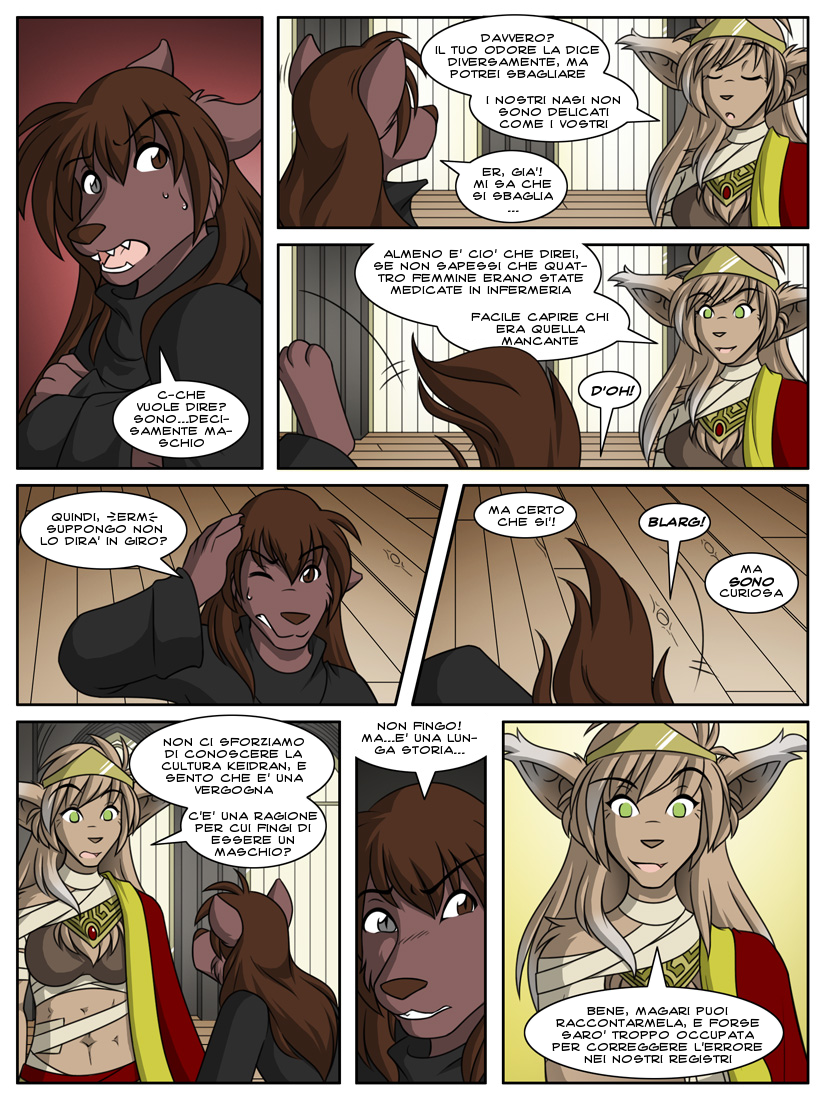 C-CHE
VUOLE DIRE?
SONO...DECI-
SAMENTE MA-
SCHIO
DAVVERO?
IL TUO ODORE LA DICE
DIVERSAMENTE, MA
POTREI SBAGLIARE
I NOSTRI NASI NON
SONO DELICATI
COME I VOSTRI
ER, GIA'!
MI SA CHE
SI SBAGLIA
...
ALMENO E' CIO' CHE DIREI,
SE NON SAPESSI CHE QUAT-
TRO FEMMINE ERANO STATE
MEDICATE IN INFERMERIA
FACILE CAPIRE CHI
ERA QUELLA
MANCANTE
D'OH!
QUINDI, ERM
SUPPONGO NON
LO DIRA' IN GIRO?
MA CERTO
CHE SI'!
BLARG!
MA
SONO
CURIOSA
NON CI SFORZIAMO
DI CONOSCERE LA
CULTURA KEIDRAN, E
SENTO CHE E' UNA
VERGOGNA
C'E' UNA RAGIONE
PER CUI FINGI DI
ESSERE UN
MASCHIO?
NON FINGO!
MA...E' UNA LUN-
GA STORIA...
BENE, MAGARI PUOI
RACCONTARMELA, E FORSE
SARO' TROPPO OCCUPATA
PER CORREGGERE L'ERRORE
NEI NOSTRI REGISTRI